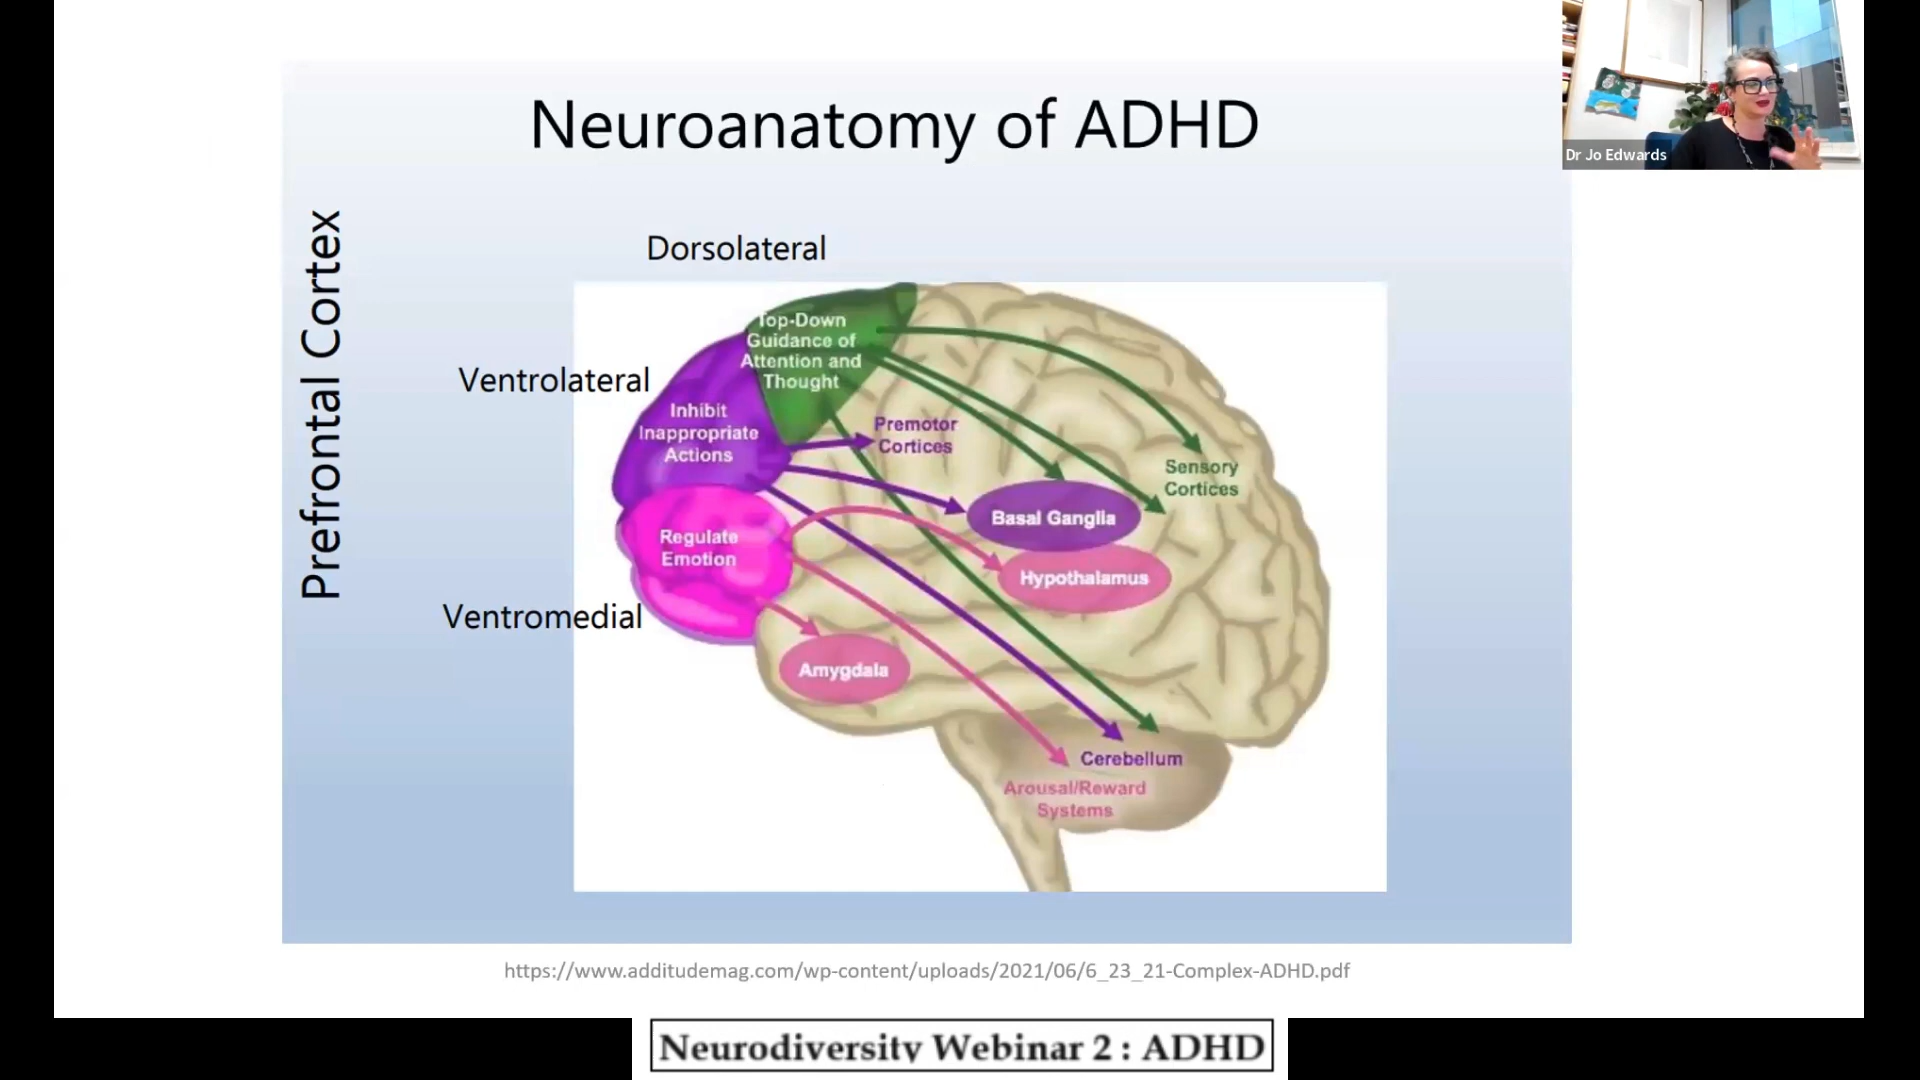 Neuroanatomy of ADHD
Dr Jo Edwards
Prefrontal Cortex
Dorsolateral
Top-Down
Guidance of
Attention and
Thought
Ventrolateral
Inhibit
Inappropriate
Actions
Premotor
Cortices
Sensory
Cortices
Basal Ganglia
Regulate
Emotion
Hypothalamus
Ventromedial
Amygdala
Cerebellum
Arousal/Reward
Systems
https://www.additudemag.com/wp-content/uploads/2021/06/6_23_21-Complex-ADHD.pdf
Neurodiversity Webinar 2 : ADHD